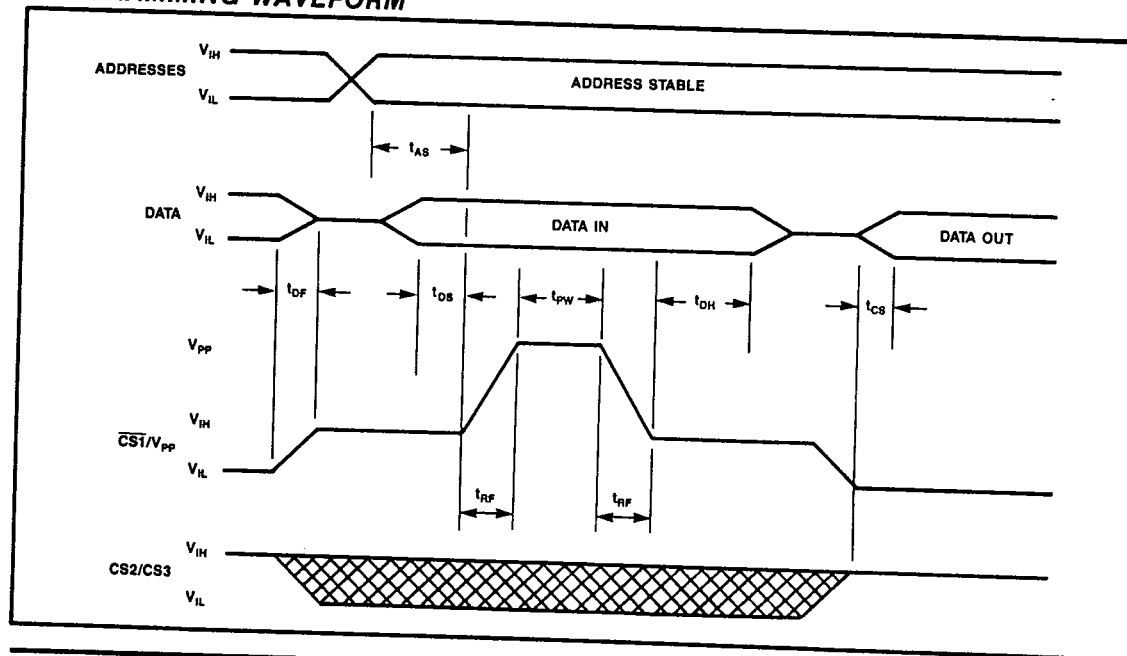 WAVEFORM
V_IH
ADDRESSES
ADDRESS STABLE
V_IL
t_AS
V_IH
DATA
DATA IN
DATA OUT
V_IL
t_DF
t_DS
t_PW
t_DH
t_CS
V_PP
V_IH
CS1/V_PP
V_IL
t_RF
t_RF
V_IH
CS2/CS3
V_IL